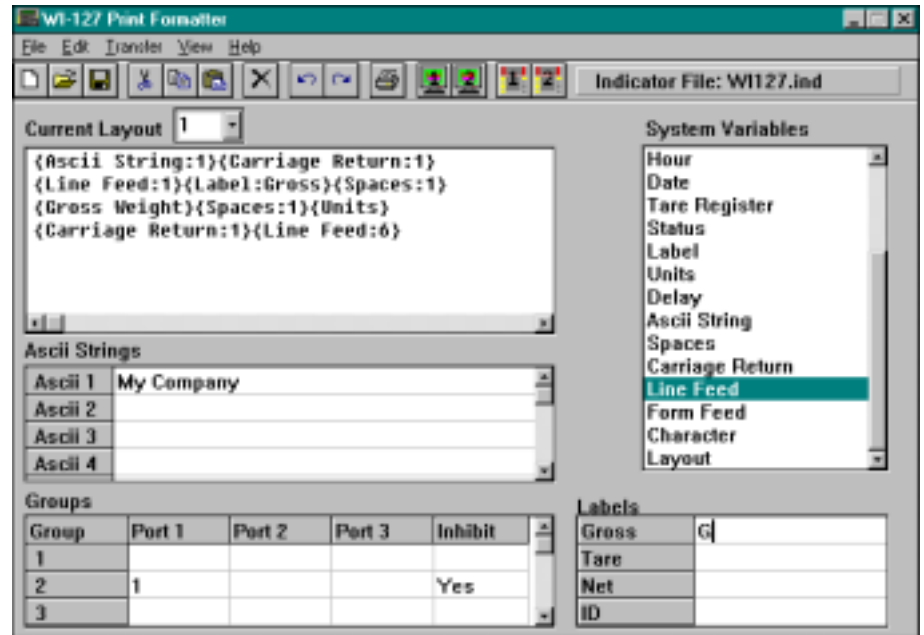 WI-127 Print Formatter
File Edit Transfer View Help
1 2 1 2 Indicator File: WI127.ind
Current Layout 1
{Ascii String:1}{Carriage Return:1}
{Line Feed:1}{Label:Gross}{Spaces:1}
{Gross Weight}{Spaces:1}{Units}
{Carriage Return:1}{Line Feed:6}
System Variables
Hour
Date
Tare Register
Status
Label
Units
Delay
Ascii String
Spaces
Carriage Return
Line Feed
Form Feed
Character
Layout
Ascii Strings
Ascii 1 My Company
Ascii 2
Ascii 3
Ascii 4
Groups
Group Port 1 Port 2 Port 3 Inhibit
1
2 1 Yes
3
Labels
Gross G
Tare
Net
ID